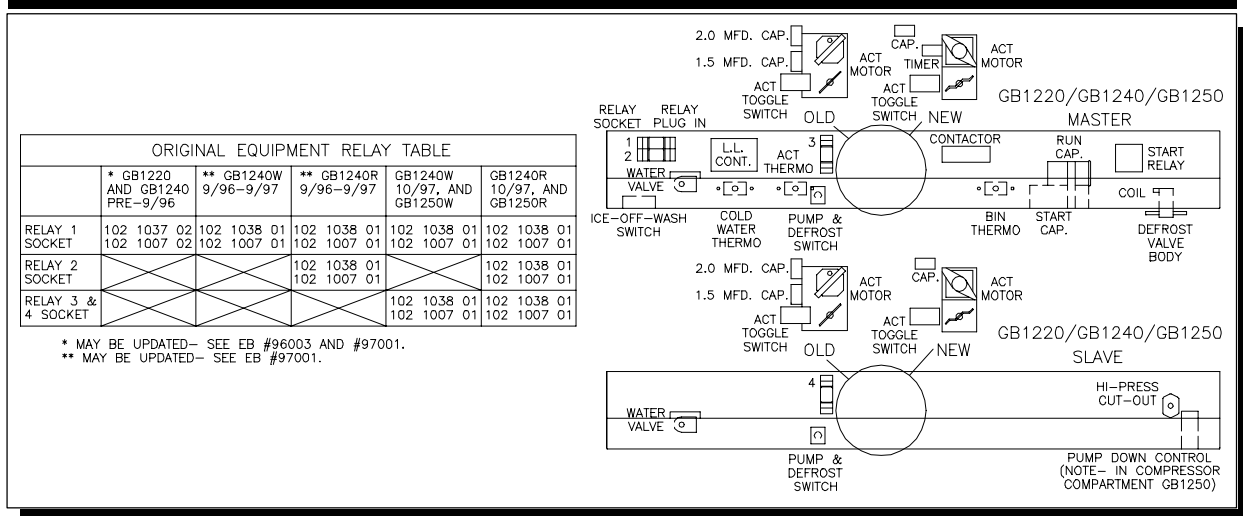 ORIGINAL EQUIPMENT RELAY TABLE
* GB1220 AND GB1240 PRE-9/96
** GB1240W 9/96-9/97
** GB1240R 9/96-9/97
GB1240W 10/97, AND GB1250W
GB1240R 10/97, AND GB1250R
RELAY 1 SOCKET
102 1037 02 102 1038 01 102 1038 01 102 1038 01 102 1038 01
102 1007 02 102 1007 01 102 1007 01 102 1007 01 102 1007 01
RELAY 2 SOCKET
102 1038 01 102 1038 01
102 1007 01 102 1007 01
RELAY 3 & 4 SOCKET
102 1038 01 102 1038 01
102 1007 01 102 1007 01
* MAY BE UPDATED- SEE EB #96003 AND #97001.
** MAY BE UPDATED- SEE EB #97001.
2.0 MFD. CAP.
1.5 MFD. CAP.
ACT MOTOR
ACT TOGGLE SWITCH
OLD
CAP.
TIMER
ACT MOTOR
ACT TOGGLE SWITCH
NEW
GB1220/GB1240/GB1250
MASTER
RELAY SOCKET
RELAY PLUG IN
1
2
L.L. CONT.
ACT THERMO
3
CONTACTOR
RUN CAP.
START RELAY
WATER VALVE
ICE-OFF-WASH SWITCH
COLD WATER THERMO
PUMP & DEFROST SWITCH
BIN THERMO
START CAP.
COIL
DEFROST VALVE BODY
2.0 MFD. CAP.
1.5 MFD. CAP.
ACT MOTOR
ACT TOGGLE SWITCH
OLD
CAP.
ACT MOTOR
ACT TOGGLE SWITCH
NEW
GB1220/GB1240/GB1250
SLAVE
4
HI-PRESS CUT-OUT
WATER VALVE
PUMP & DEFROST SWITCH
PUMP DOWN CONTROL
(NOTE- IN COMPRESSOR
COMPARTMENT GB1250)